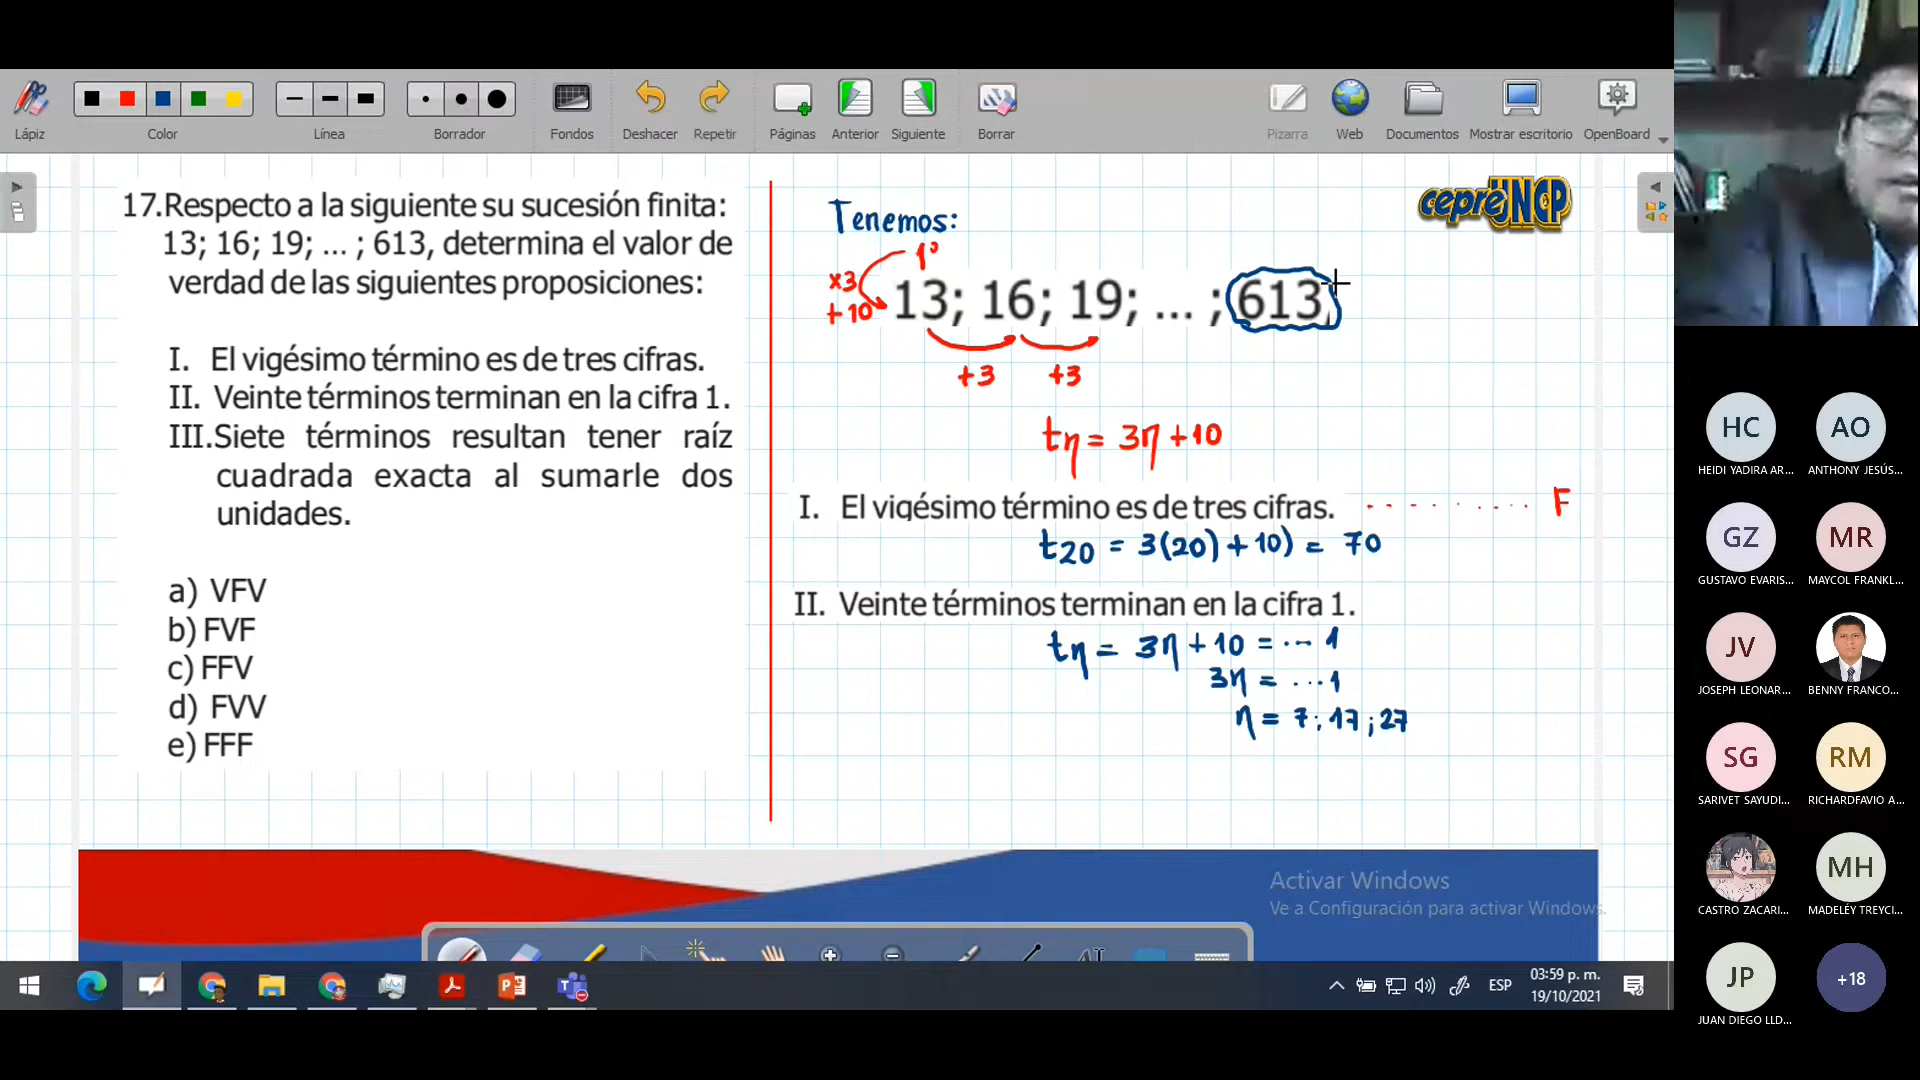 Lápiz
Color
Línea
Borrador
Fondos
Deshacer
Repetir
Páginas
Anterior
Siguiente
Borrar
Pizarra
Web
Documentos
Mostrar escritorio
OpenBoard
17.Respecto a la siguiente su sucesión finita:
13; 16; 19; ... ; 613, determina el valor de
verdad de las siguientes proposiciones:
I. El vigésimo término es de tres cifras.
II. Veinte términos terminan en la cifra 1.
III.Siete términos resultan tener raíz
cuadrada exacta al sumarle dos
unidades.
a) VFV
b) FVF
c) FFV
d) FVV
e) FFF
cepreUNCP
Tenemos:
1°
x3
+10
13; 16; 19; ... ; 613,
+3 +3
tη = 3η + 10
I. El vigésimo término es de tres cifras. ......... F
t20 = 3(20) + 10) = 70
II. Veinte términos terminan en la cifra 1.
tη = 3η + 10 = ... 1
3η = ... 1
η = 7 ; 17 ; 27
Activar Windows
Ve a Configuración para activar Windows.
ESP
03:59 p. m.
19/10/2021
HC
HEIDI YADIRA AR...
AO
ANTHONY JESÚS...
GZ
GUSTAVO EVARIS...
MR
MAYCOL FRANKL...
JV
JOSEPH LEONAR...
BENNY FRANCO...
SG
SARIVET SAYUDI...
RM
RICHARDFAVIO A...
CASTRO ZACARI...
MH
MADELÉY TREYCI...
JP
JUAN DIEGO LLD...
+18